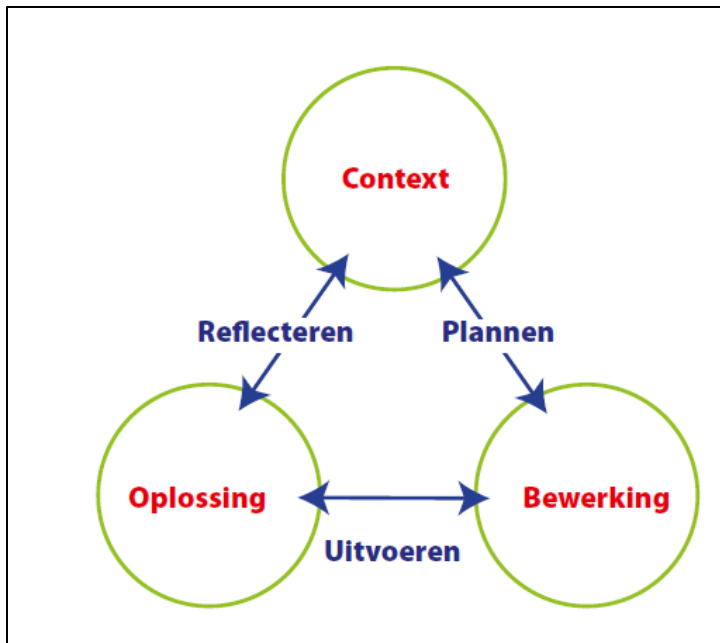 Context
Reflecteren
Plannen
Oplossing
Bewerking
Uitvoeren